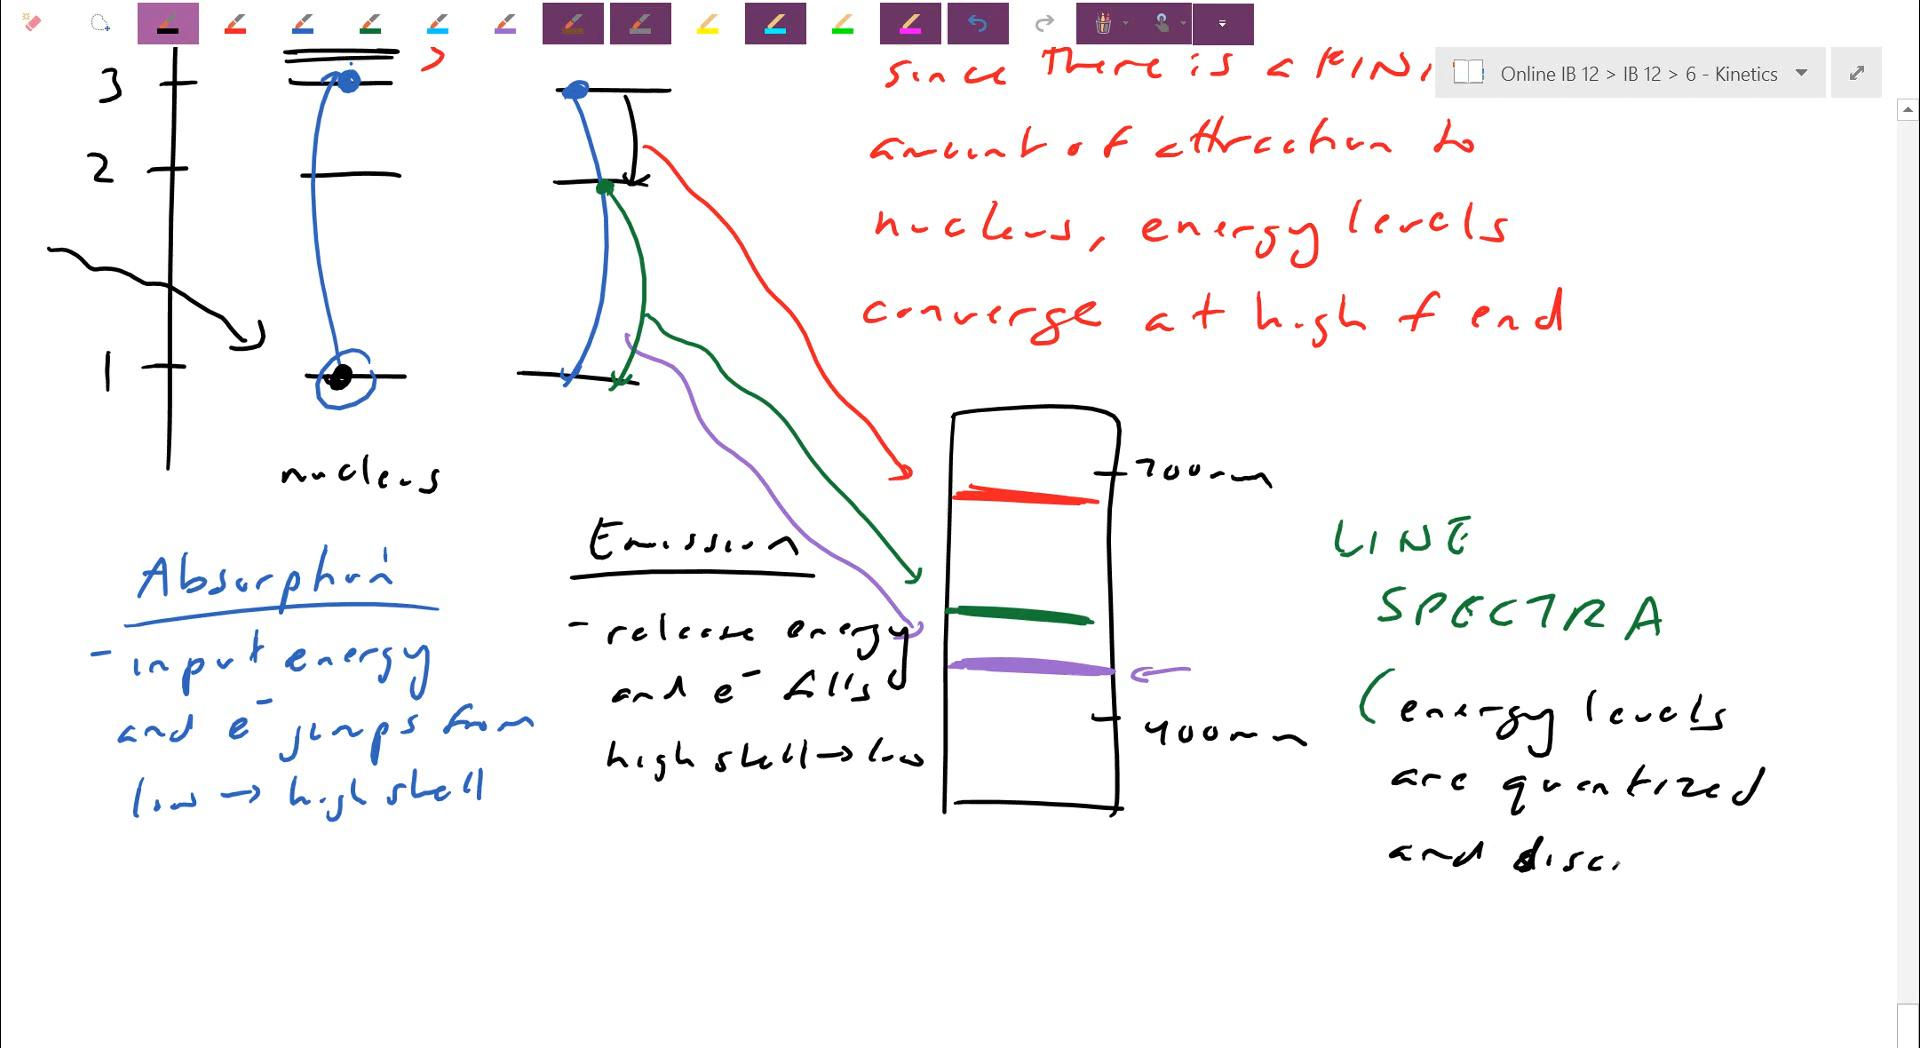 Online IB 12 > IB 12 > 6 - Kinetics
since there is a FINI
amount of attraction to
nucleus, energy levels
converge at high f end
3
2
1
nucleus
Absorption
- input energy
and e⁻ jumps from
low → high shell
Emission
- release energy
and e⁻ falls
high shell → low
700nm
400nm
LINE
SPECTRA
(energy levels
are quantized
and disc